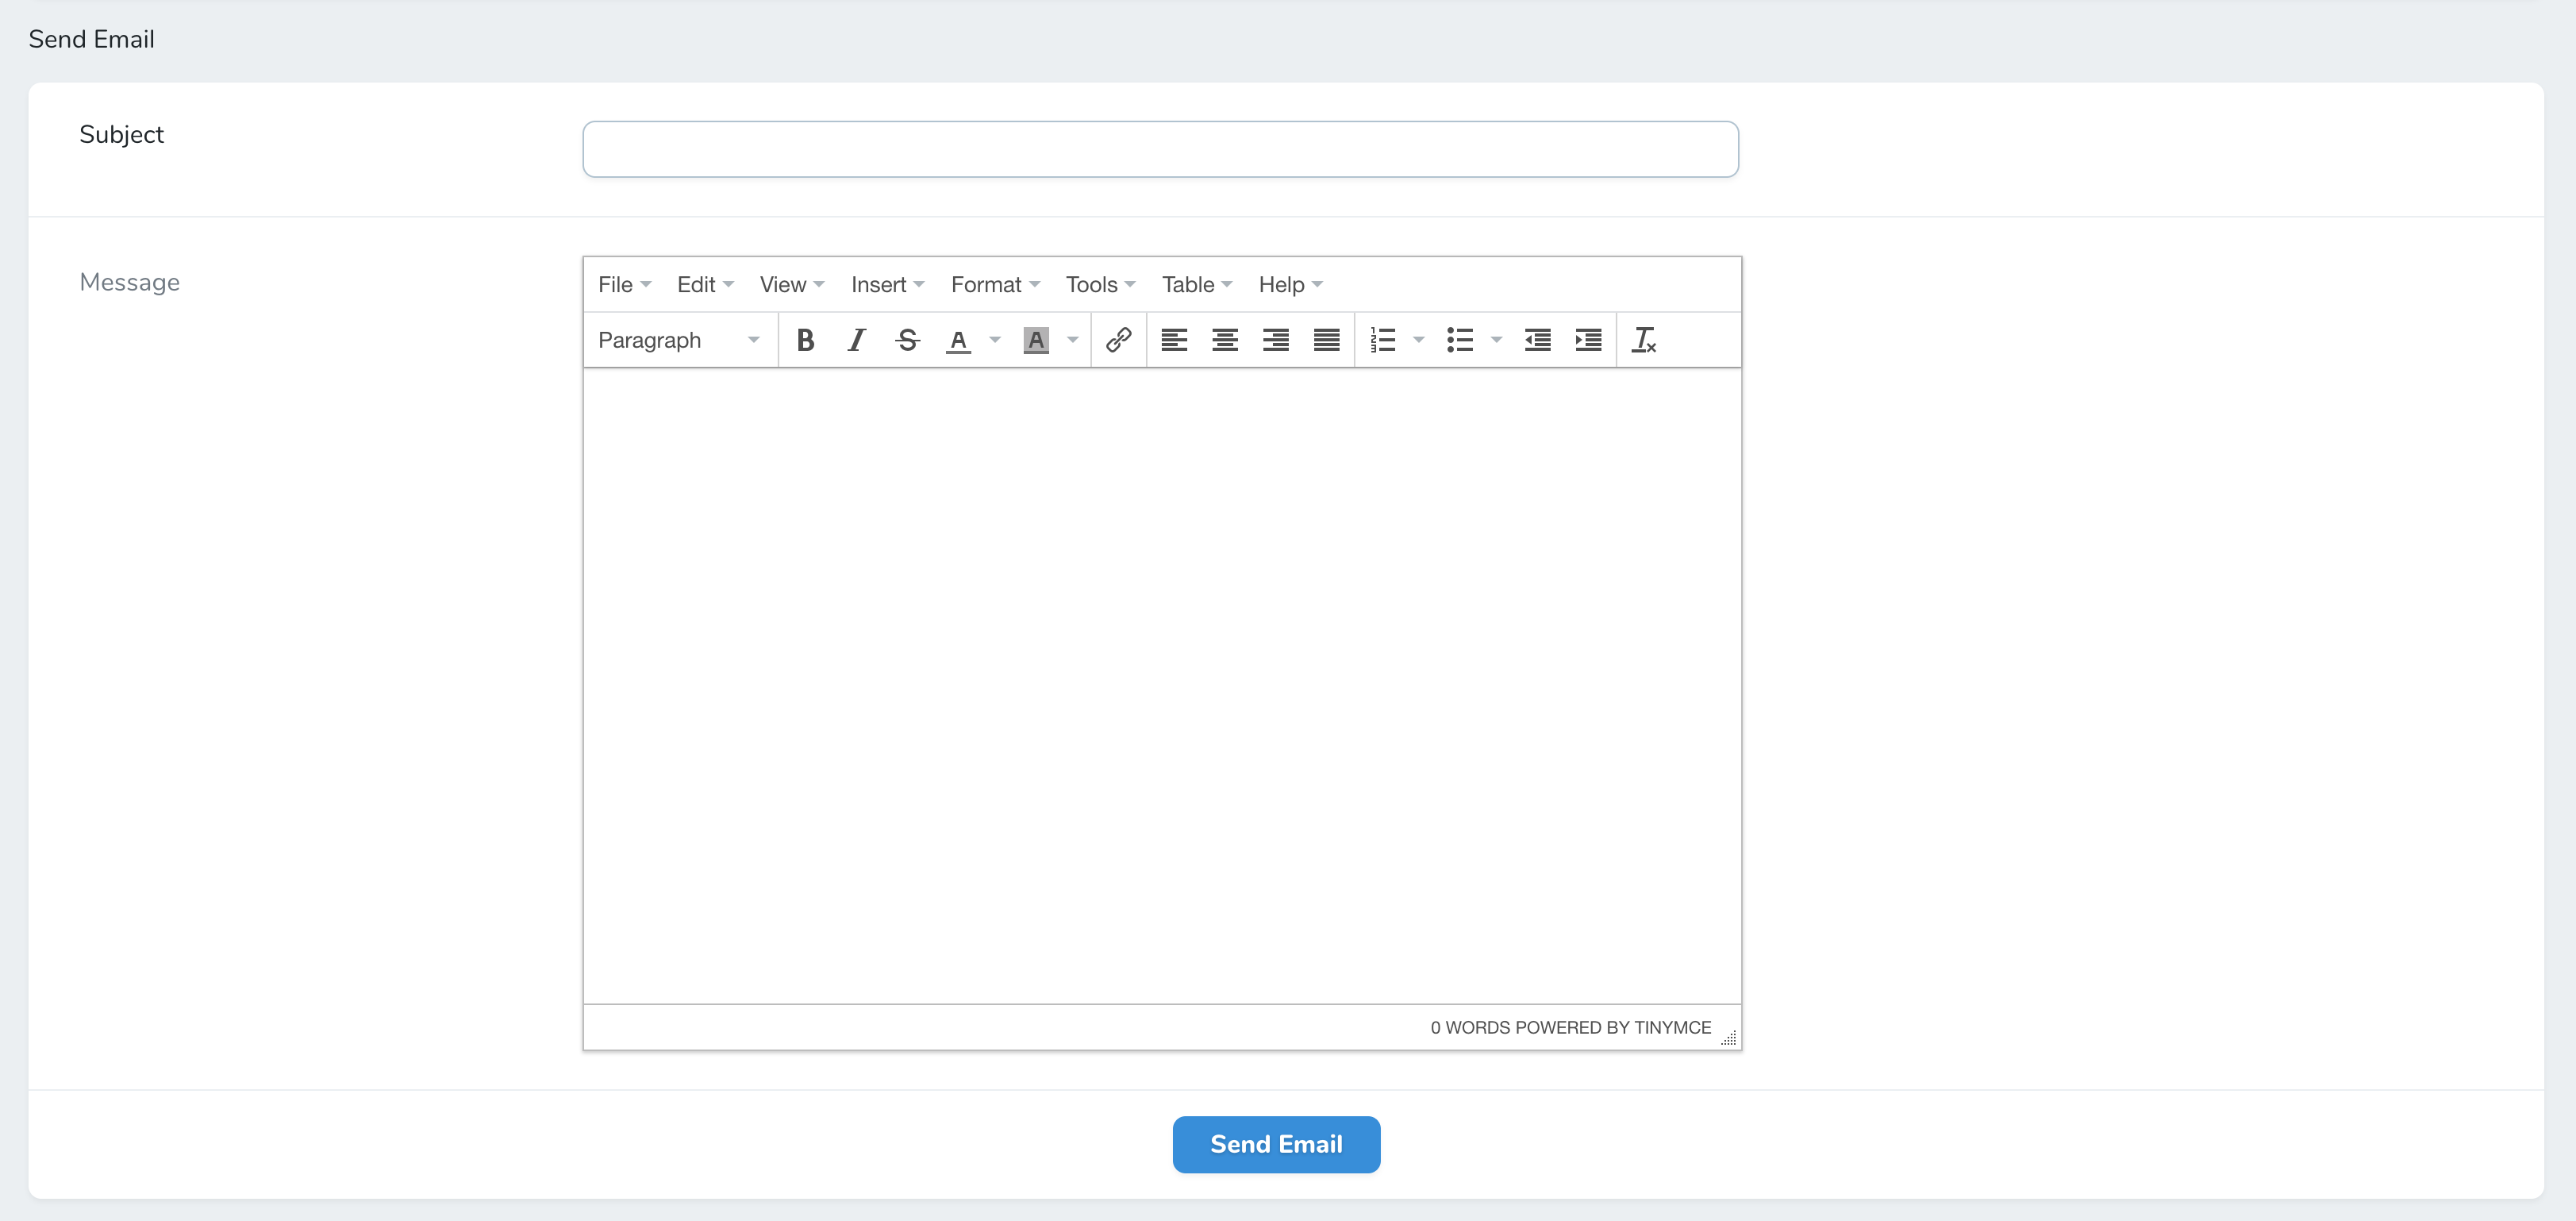 Send Email
Subject
Message
File Edit View Insert Format Tools Table Help
Paragraph
0 WORDS POWERED BY TINYMCE
Send Email